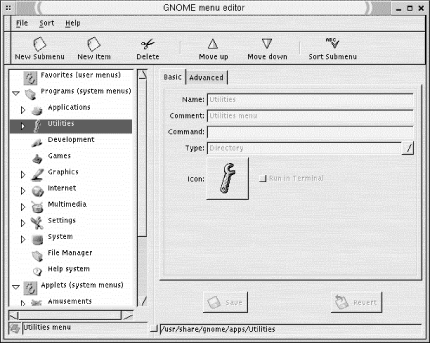 GNOME menu editor
File Sort Help
New Submenu New Item Delete Move up Move down Sort Submenu
Favorites (user menus)
Programs (system menus)
Applications
Utilities
Development
Games
Graphics
Internet
Multimedia
Settings
System
File Manager
Help system
Applets (system menus)
Amusements
Basic Advanced
Name: Utilities
Comment: Utilities menu
Command:
Type: Directory
Icon: Run in Terminal
Save Revert
Utilities menu /usr/share/gnome/apps/Utilities